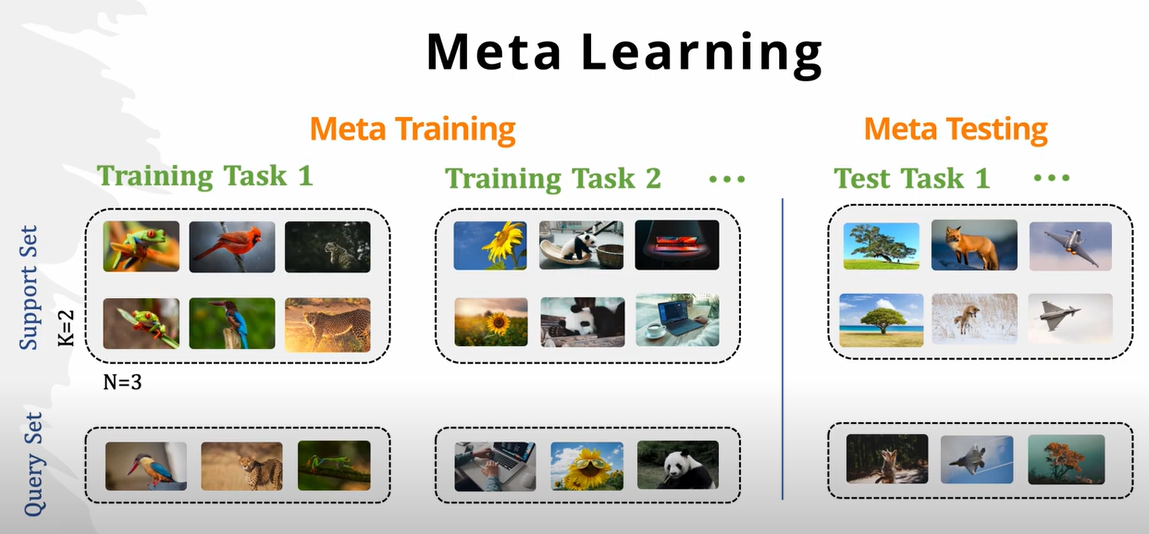 Meta Learning
Meta Training
Meta Testing
Training Task 1
Training Task 2 •••
Test Task 1 •••
Support Set
K=2
N=3
Query Set